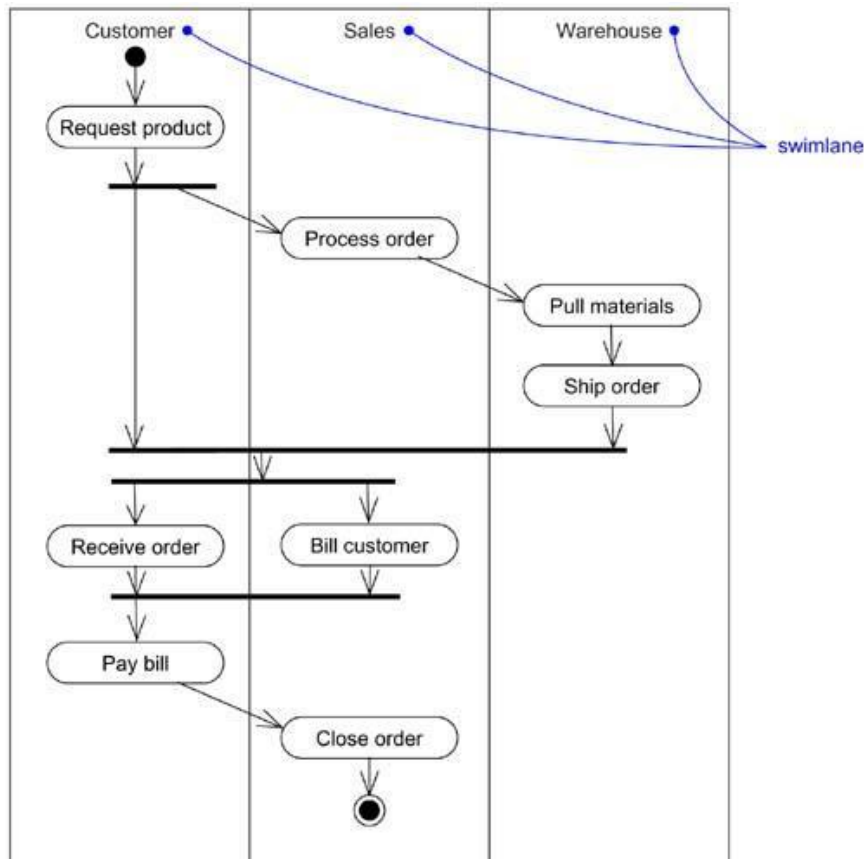 Customer
Sales
Warehouse
Request product
swimlane
Process order
Pull materials
Ship order
Receive order
Bill customer
Pay bill
Close order